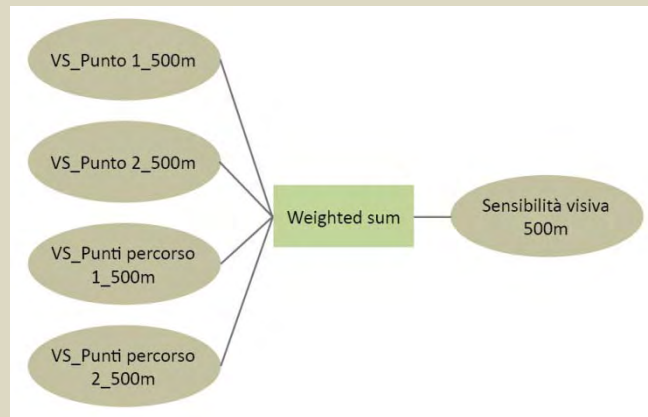 VS_Punto 1_500m
VS_Punto 2_500m
VS_Punti percorso
1_500m
VS_Punti percorso
2_500m
Weighted sum
Sensibilità visiva
500m